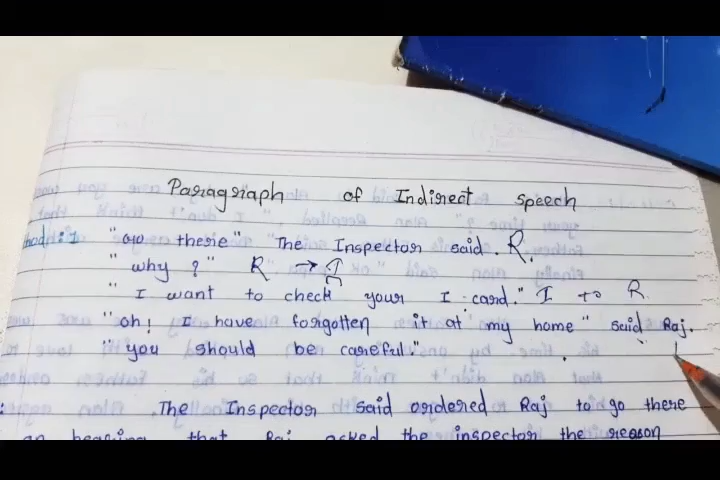 Paragraph of Indirect speech
"Go there" The Inspector said. R.
"why ?" R → I
"I want to check your I card." I to R
"oh! I have forgotten it at my home" said Raj.
"you should be careful."
The Inspector said ordered Raj to go there
hearing that Raj asked the inspector the reason